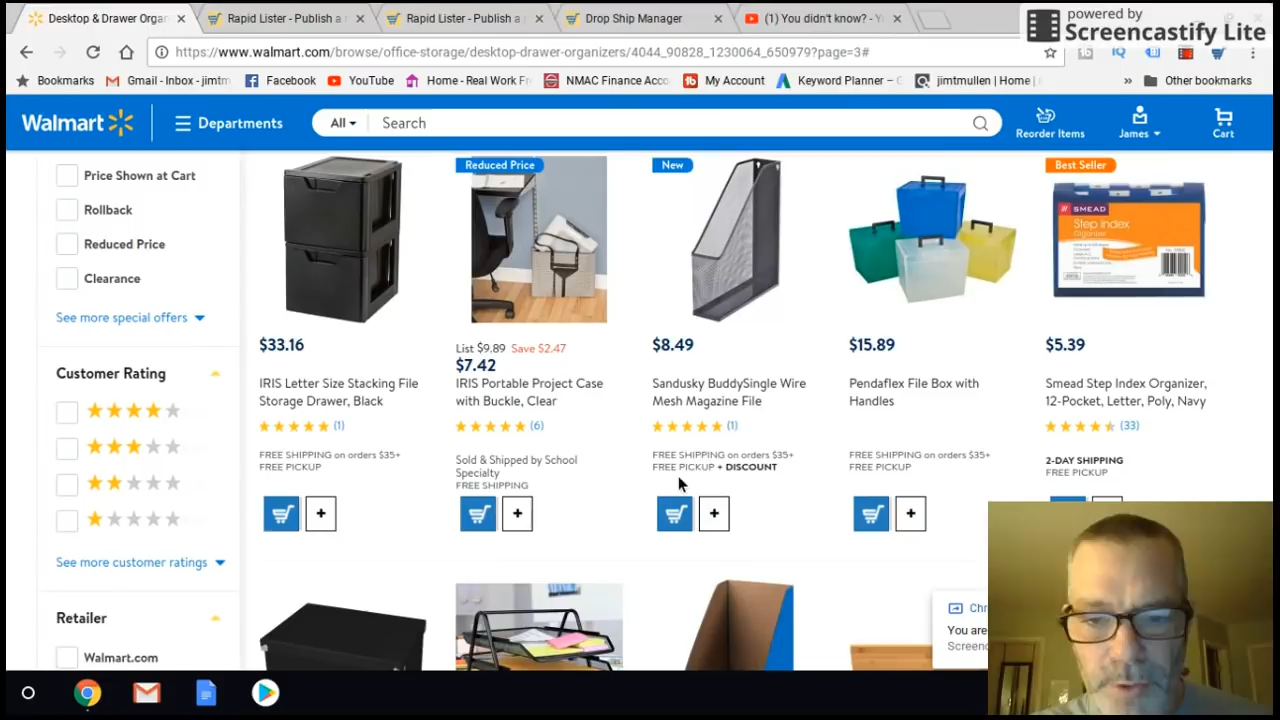 Desktop & Drawer Organ
Rapid Lister - Publish a
Rapid Lister - Publish a
Drop Ship Manager
(1) You didn't know? - Y
powered by
Screencastify Lite
https://www.walmart.com/browse/office-storage/desktop-drawer-organizers/4044_90828_1230064_650979?page=3#
Bookmarks
Gmail - Inbox - jimtm
Facebook
YouTube
Home - Real Work Fr
NMAC Finance Acco
My Account
Keyword Planner –
jimtmullen | Home |
Other bookmarks
Walmart
Departments
All
Search
Reorder Items
James
Cart
Price Shown at Cart
Rollback
Reduced Price
Clearance
See more special offers
Customer Rating
See more customer ratings
Retailer
Walmart.com
$33.16
IRIS Letter Size Stacking File
Storage Drawer, Black
(1)
FREE SHIPPING on orders $35+
FREE PICKUP
Reduced Price
List $9.89 Save $2.47
$7.42
IRIS Portable Project Case
with Buckle, Clear
(6)
Sold & Shipped by School
Specialty
FREE SHIPPING
New
$8.49
Sandusky BuddySingle Wire
Mesh Magazine File
(1)
FREE SHIPPING on orders $35+
FREE PICKUP + DISCOUNT
$15.89
Pendaflex File Box with
Handles
FREE SHIPPING on orders $35+
FREE PICKUP
Best Seller
SMEAD
Step index
Organizer
$5.39
Smead Step Index Organizer,
12-Pocket, Letter, Poly, Navy
(33)
2-DAY SHIPPING
FREE PICKUP
Chr
You are
Screenc